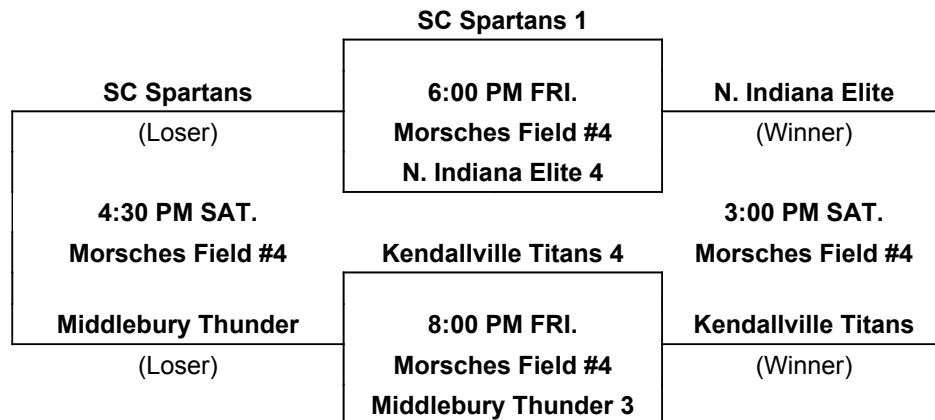 SC Spartans 1
SC Spartans 6:00 PM FRI. N. Indiana Elite
(Loser) Morsches Field #4 (Winner)
N. Indiana Elite 4
4:30 PM SAT. 3:00 PM SAT.
Morsches Field #4 Kendallville Titans 4 Morsches Field #4
Middlebury Thunder 8:00 PM FRI. Kendallville Titans
(Loser) Morsches Field #4 (Winner)
Middlebury Thunder 3